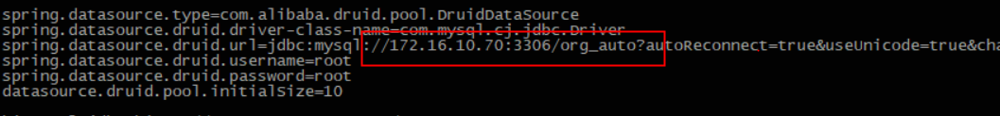 spring.datasource.type=com.alibaba.druid.pool.DruidDataSource
spring.datasource.druid.driver-class-name=com.mysql.cj.jdbc.Driver
spring.datasource.druid.url=jdbc:mysql://172.16.10.70:3306/org_auto?autoReconnect=true&useUnicode=true&cha
spring.datasource.druid.username=root
spring.datasource.druid.password=root
datasource.druid.pool.initialSize=10